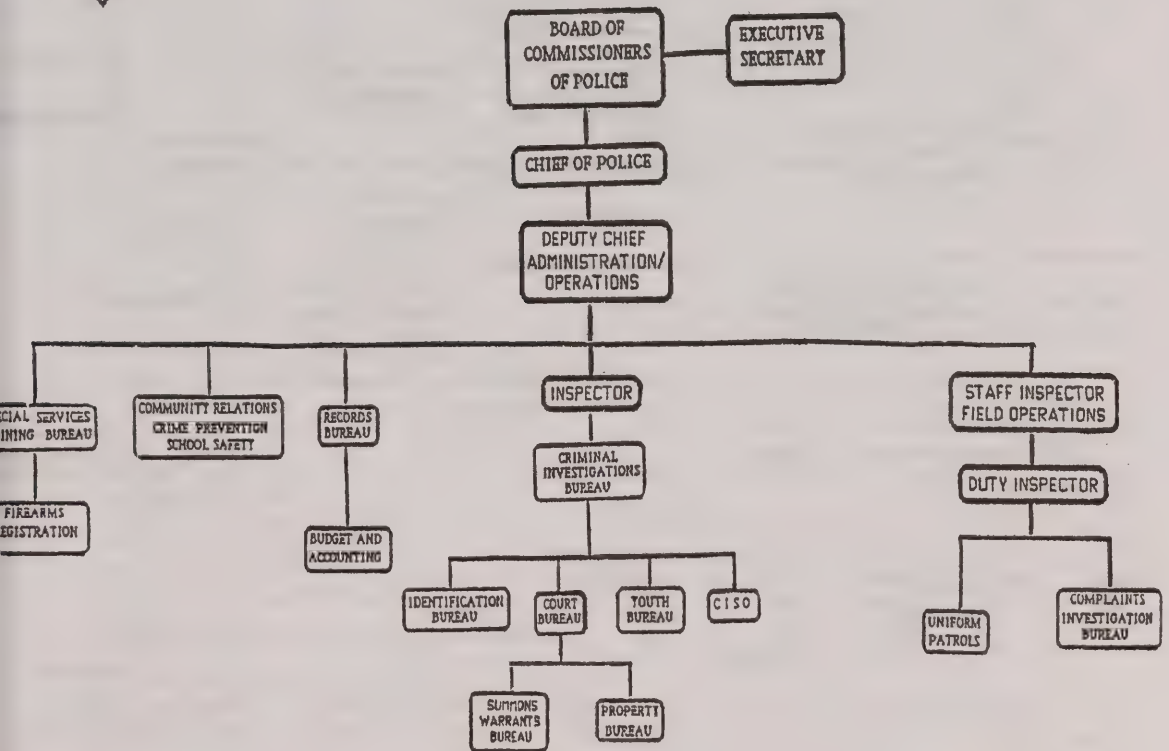 BOARD OF
COMMISSIONERS
OF POLICE
EXECUTIVE
SECRETARY
CHIEF OF POLICE
DEPUTY CHIEF
ADMINISTRATION/
OPERATIONS
SERVICES
BUREAU
COMMUNITY RELATIONS
CRIME PREVENTION
SCHOOL SAFETY
RECORDS
BUREAU
INSPECTOR
STAFF INSPECTOR
FIELD OPERATIONS
FIREARMS
BUDGET AND
ACCOUNTING
CRIMINAL
INVESTIGATIONS
BUREAU
DUTY INSPECTOR
IDENTIFICATION
BUREAU
COURT
BUREAU
YOUTH
BUREAU
CISO
UNIFORM
PATROLS
COMPLAINTS
INVESTIGATION
BUREAU
SUMMONS
WARRANTS
BUREAU
PROPERTY
BUREAU